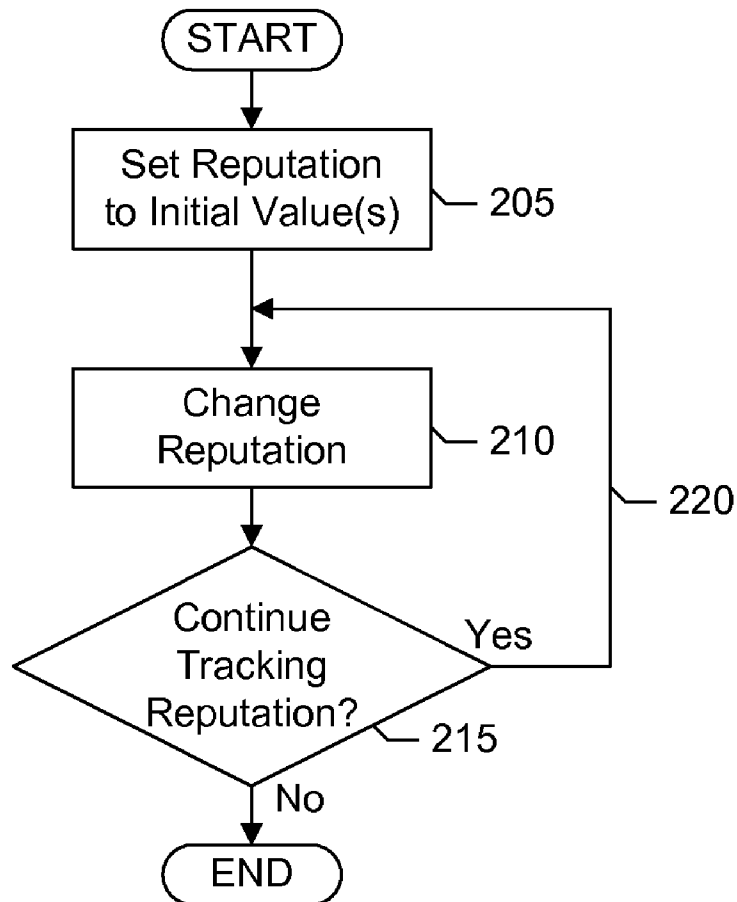 START
Set Reputation
to Initial Value(s)
205
Change
Reputation
210
220
Continue
Tracking
Reputation?
Yes
215
No
END